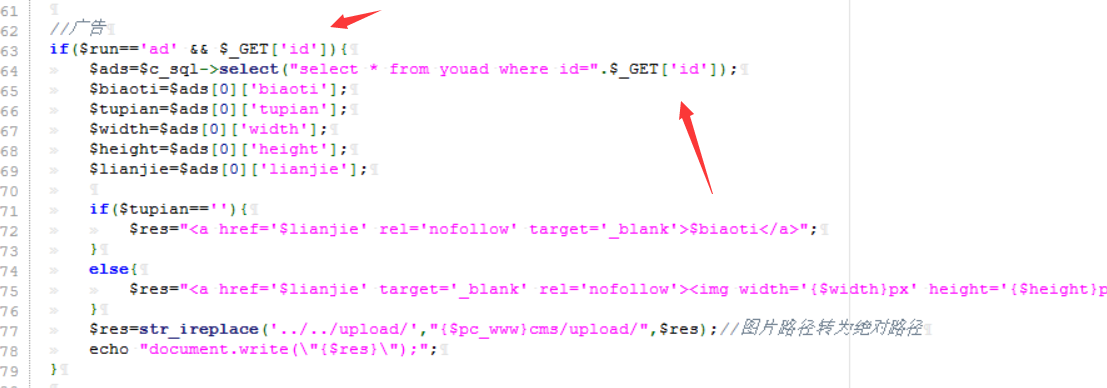 61
62 //广告
63 if($run=='ad' && $_GET['id']){
64 $ads=$c_sql->select("select * from youad where id=".$_GET['id']);
65 $biaoti=$ads[0]['biaoti'];
66 $tupian=$ads[0]['tupian'];
67 $width=$ads[0]['width'];
68 $height=$ads[0]['height'];
69 $lianjie=$ads[0]['lianjie'];
70
71 if($tupian==''){
72 $res="<a href='$lianjie' rel='nofollow' target='_blank'>$biaoti</a>";
73 }
74 else{
75 $res="<a href='$lianjie' target='_blank' rel='nofollow'><img width='{$width}px' height='{$height}p
76 }
77 $res=str_ireplace('../../upload/',"{$pc_www}cms/upload/",$res);//图片路径转为绝对路径
78 echo "document.write(\"{$res}\");";
79 }